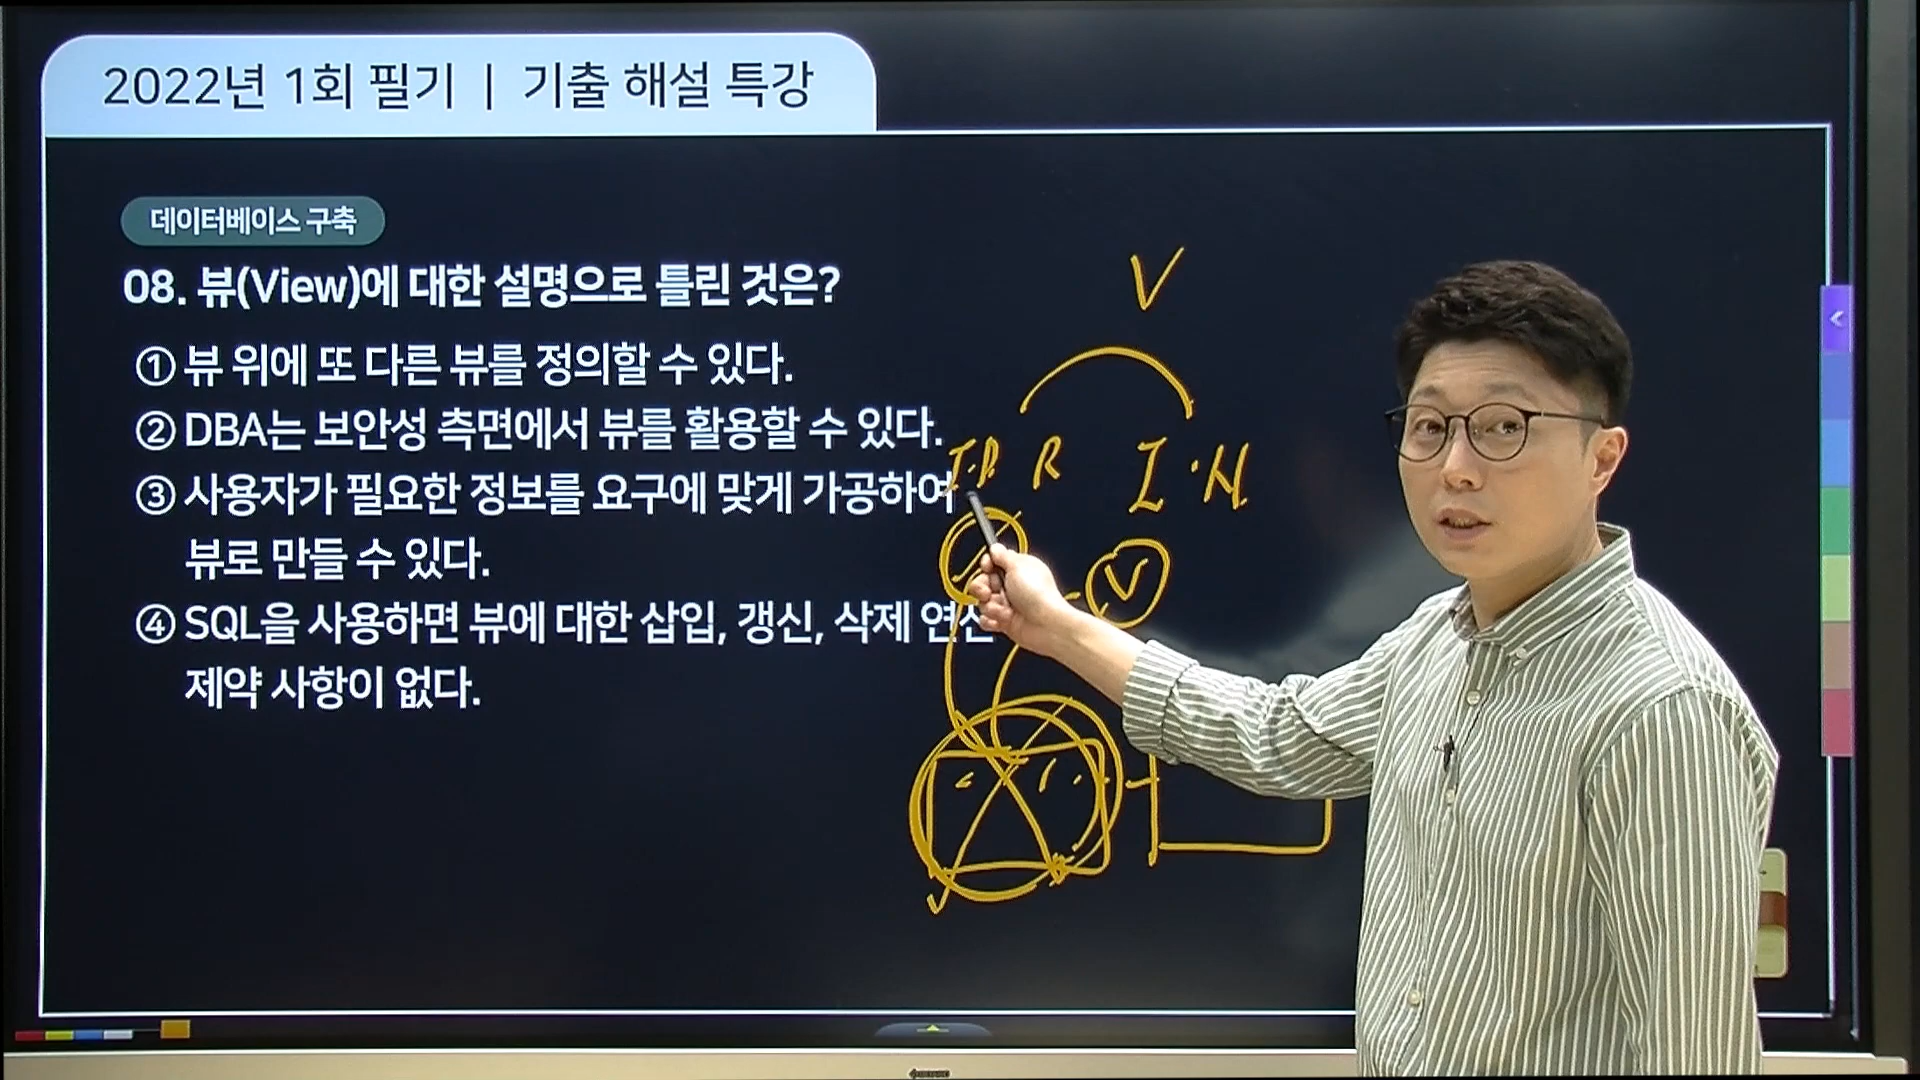 2022년 1회 필기 | 기출 해설 특강
데이터베이스 구축
08. 뷰(View)에 대한 설명으로 틀린 것은?
① 뷰 위에 또 다른 뷰를 정의할 수 있다.
② DBA는 보안성 측면에서 뷰를 활용할 수 있다.
③ 사용자가 필요한 정보를 요구에 맞게 가공하여
뷰로 만들 수 있다.
④ SQL을 사용하면 뷰에 대한 삽입, 갱신, 삭제 연산
제약 사항이 없다.
V
R
V